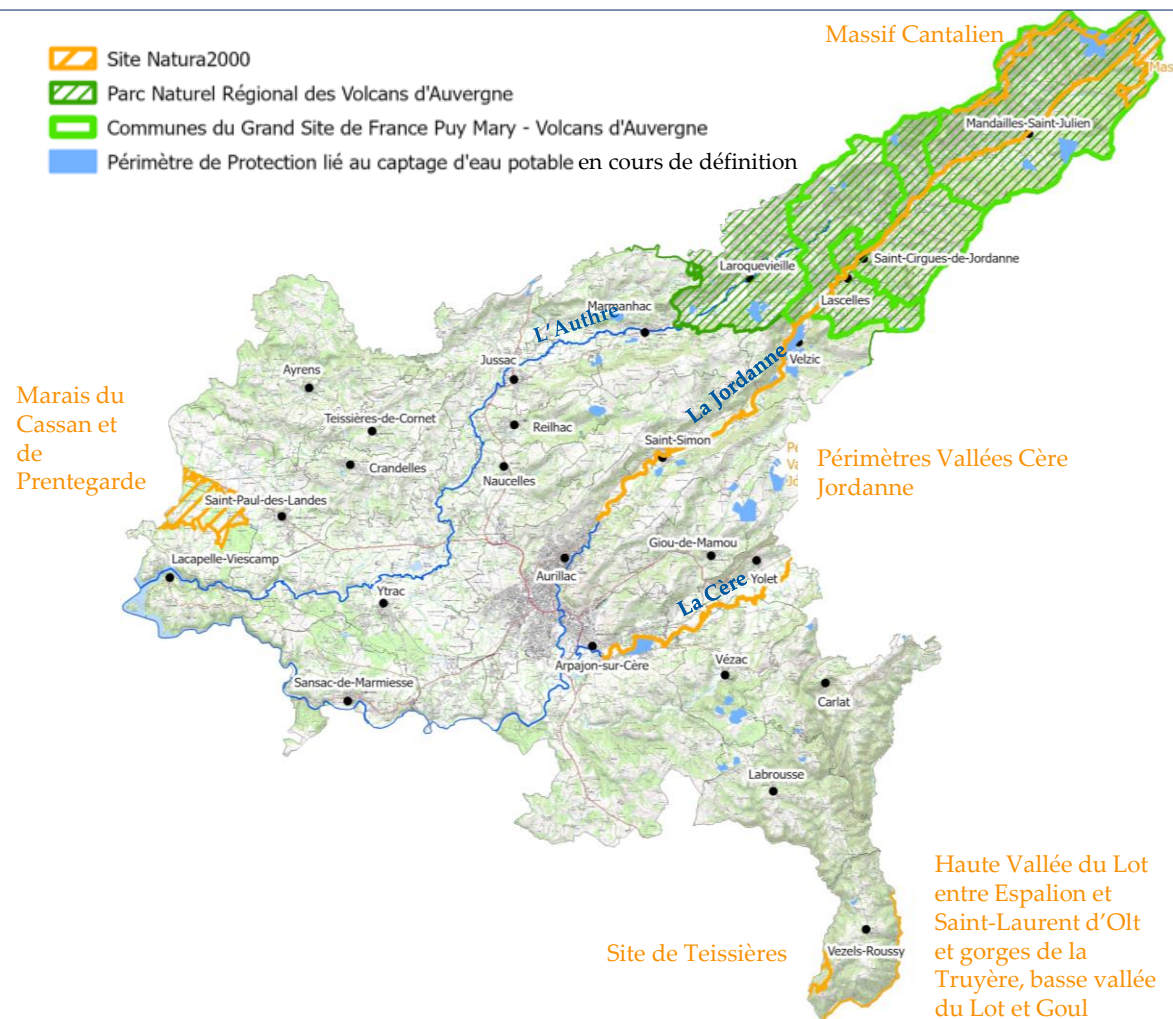 Massif Cantalien
Site Natura2000
Parc Naturel Régional des Volcans d'Auvergne
Communes du Grand Site de France Puy Mary - Volcans d'Auvergne
Périmètre de Protection lié au captage d'eau potable en cours de définition
Mas
Mandailles-Saint-Julien
Saint-Cirgues-de-Jordanne
Laroquevieille
Lascelles
Marmanhac
L'Authre
Velzic
Jussac
Ayrens
La Jordanne
Marais du
Cassan et
de
Prentegarde
Teissières-de-Cornet
Reilhac
Saint-Simon
Crandelles
Naucelles
Pé
Va
Jo
Périmètres Vallées Cère
Jordanne
Saint-Paul-des-Landes
Giou-de-Mamou
Lacapelle-Viescamp
Aurillac
Yolet
La Cère
Ytrac
Arpajon-sur-Cère
Vézac
Sansac-de-Marmiesse
Carlat
Labrousse
Haute Vallée du Lot
entre Espalion et
Saint-Laurent d'Olt
et gorges de la
Truyère, basse vallée
du Lot et Goul
Site de Teissières
Vezels-Roussy